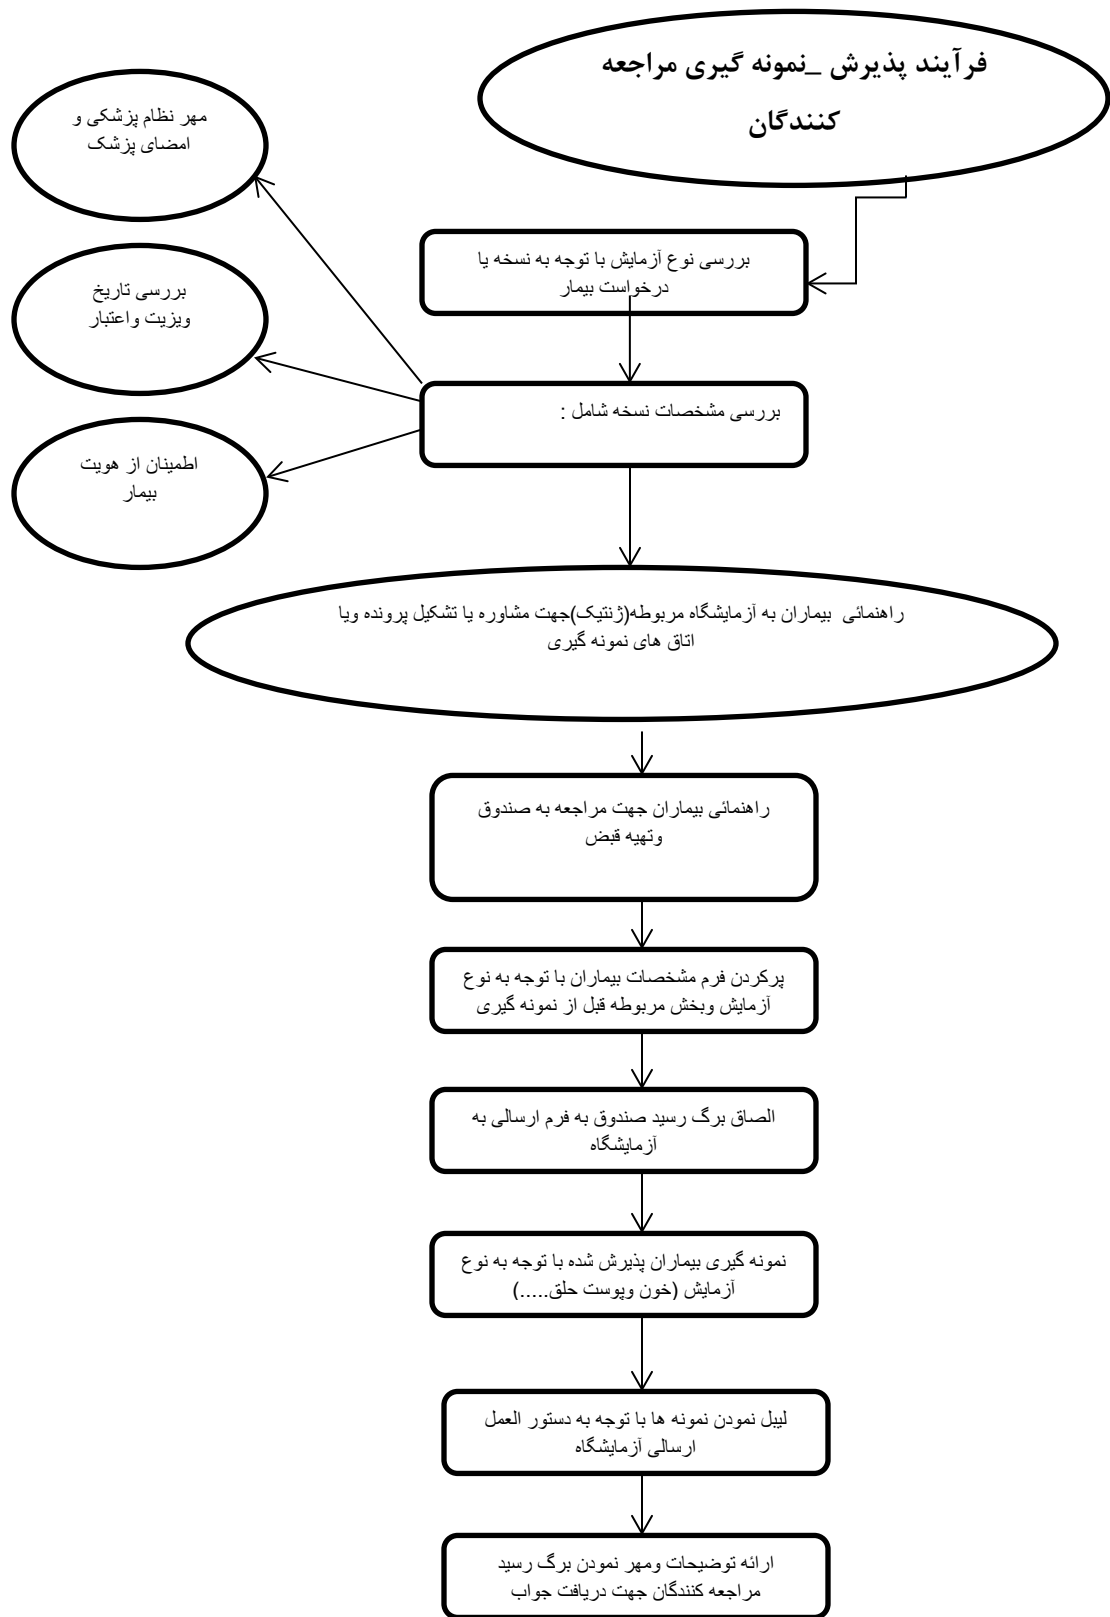 فرآیند پذیرش _نمونه گیری مراجعه
کنندگان
بررسی نوع آزمایش با توجه به نسخه یا
درخواست بیمار
بررسی مشخصات نسخه شامل :
مهر نظام پزشکی و
امضای پزشک
بررسی تاریخ
ویزیت واعتبار
اطمینان از هویت
بیمار
راهنمائی بیماران به آزمایشگاه مربوطه(ژنتیک)جهت مشاوره یا تشکیل پرونده ویا
اتاق های نمونه گیری
راهنمائی بیماران جهت مراجعه به صندوق
وتهیه قبض
پرکردن فرم مشخصات بیماران با توجه به نوع
آزمایش وبخش مربوطه قبل از نمونه گیری
الصاق برگ رسید صندوق به فرم ارسالی به
آزمایشگاه
نمونه گیری بیماران پذیرش شده با توجه به نوع
آزمایش (خون وپوست حلق.....)
لیبل نمودن نمونه ها با توجه به دستور العمل
ارسالی آزمایشگاه
ارائه توضیحات ومهر نمودن برگ رسید
مراجعه کنندگان جهت دریافت جواب